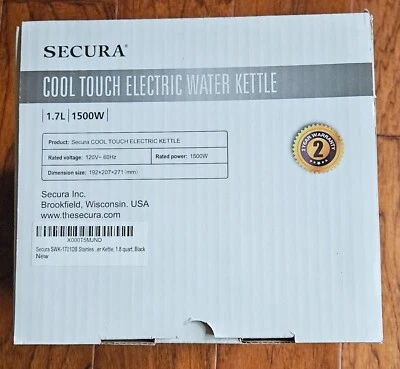 SECURA®
COOL TOUCH ELECTRIC WATER KETTLE
1.7L | 1500W
Product: Secura COOL TOUCH ELECTRIC KETTLE
Rated voltage: 120V~ 60Hz
Rated power: 1500W
Dimension size: 192×207×271 (mm)
2 YEAR WARRANTY
2
Secura Inc.
Brookfield, Wisconsin. USA
www.thesecura.com
X000T5MJND
Secura SWK-1701DB Stainles...er Kettle, 1.8 quart, Black
New